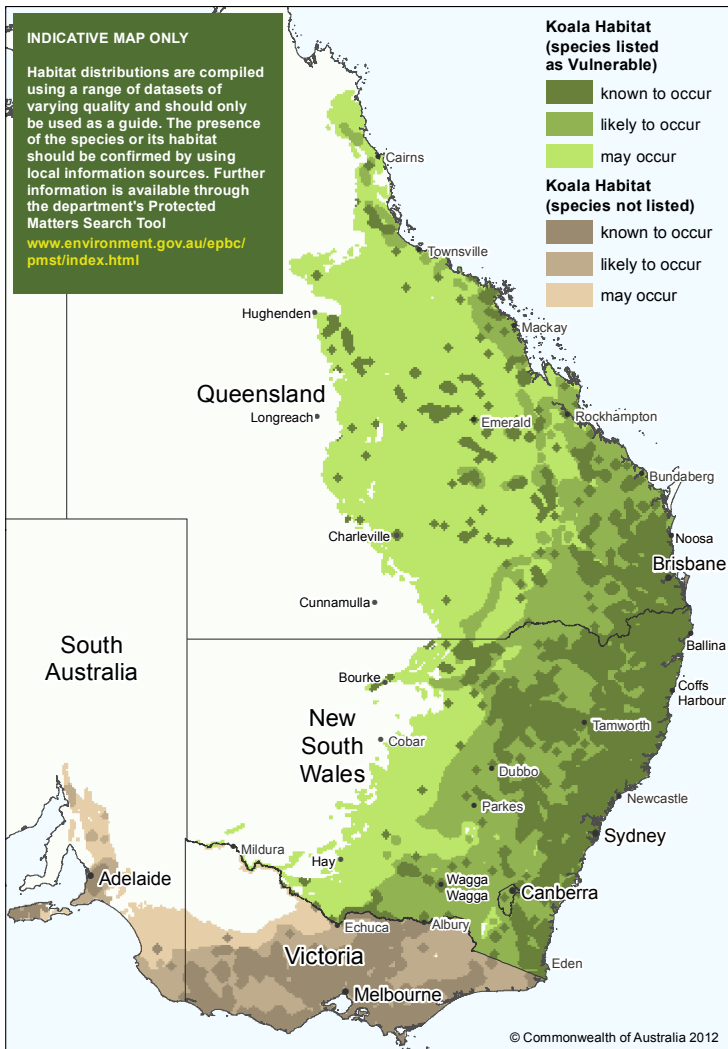 INDICATIVE MAP ONLY
Habitat distributions are compiled
using a range of datasets of
varying quality and should only
be used as a guide. The presence
of the species or its habitat
should be confirmed by using
local information sources. Further
information is available through
the department's Protected
Matters Search Tool
www.environment.gov.au/epbc/
pmst/index.html
Koala Habitat
(species listed
as Vulnerable)
known to occur
likely to occur
may occur
Koala Habitat
(species not listed)
known to occur
likely to occur
may occur
Cairns
Townsville
Hughenden
Mackay
Queensland
Longreach
Emerald
Rockhampton
Bundaberg
Charleville
Noosa
Brisbane
Cunnamulla
South
Australia
Ballina
Bourke
Coffs
Harbour
New
South
Wales
Cobar
Tamworth
Dubbo
Parkes
Newcastle
Sydney
Mildura
Hay
Adelaide
Wagga
Wagga
Canberra
Echuca
Albury
Victoria
Eden
Melbourne
© Commonwealth of Australia 2012